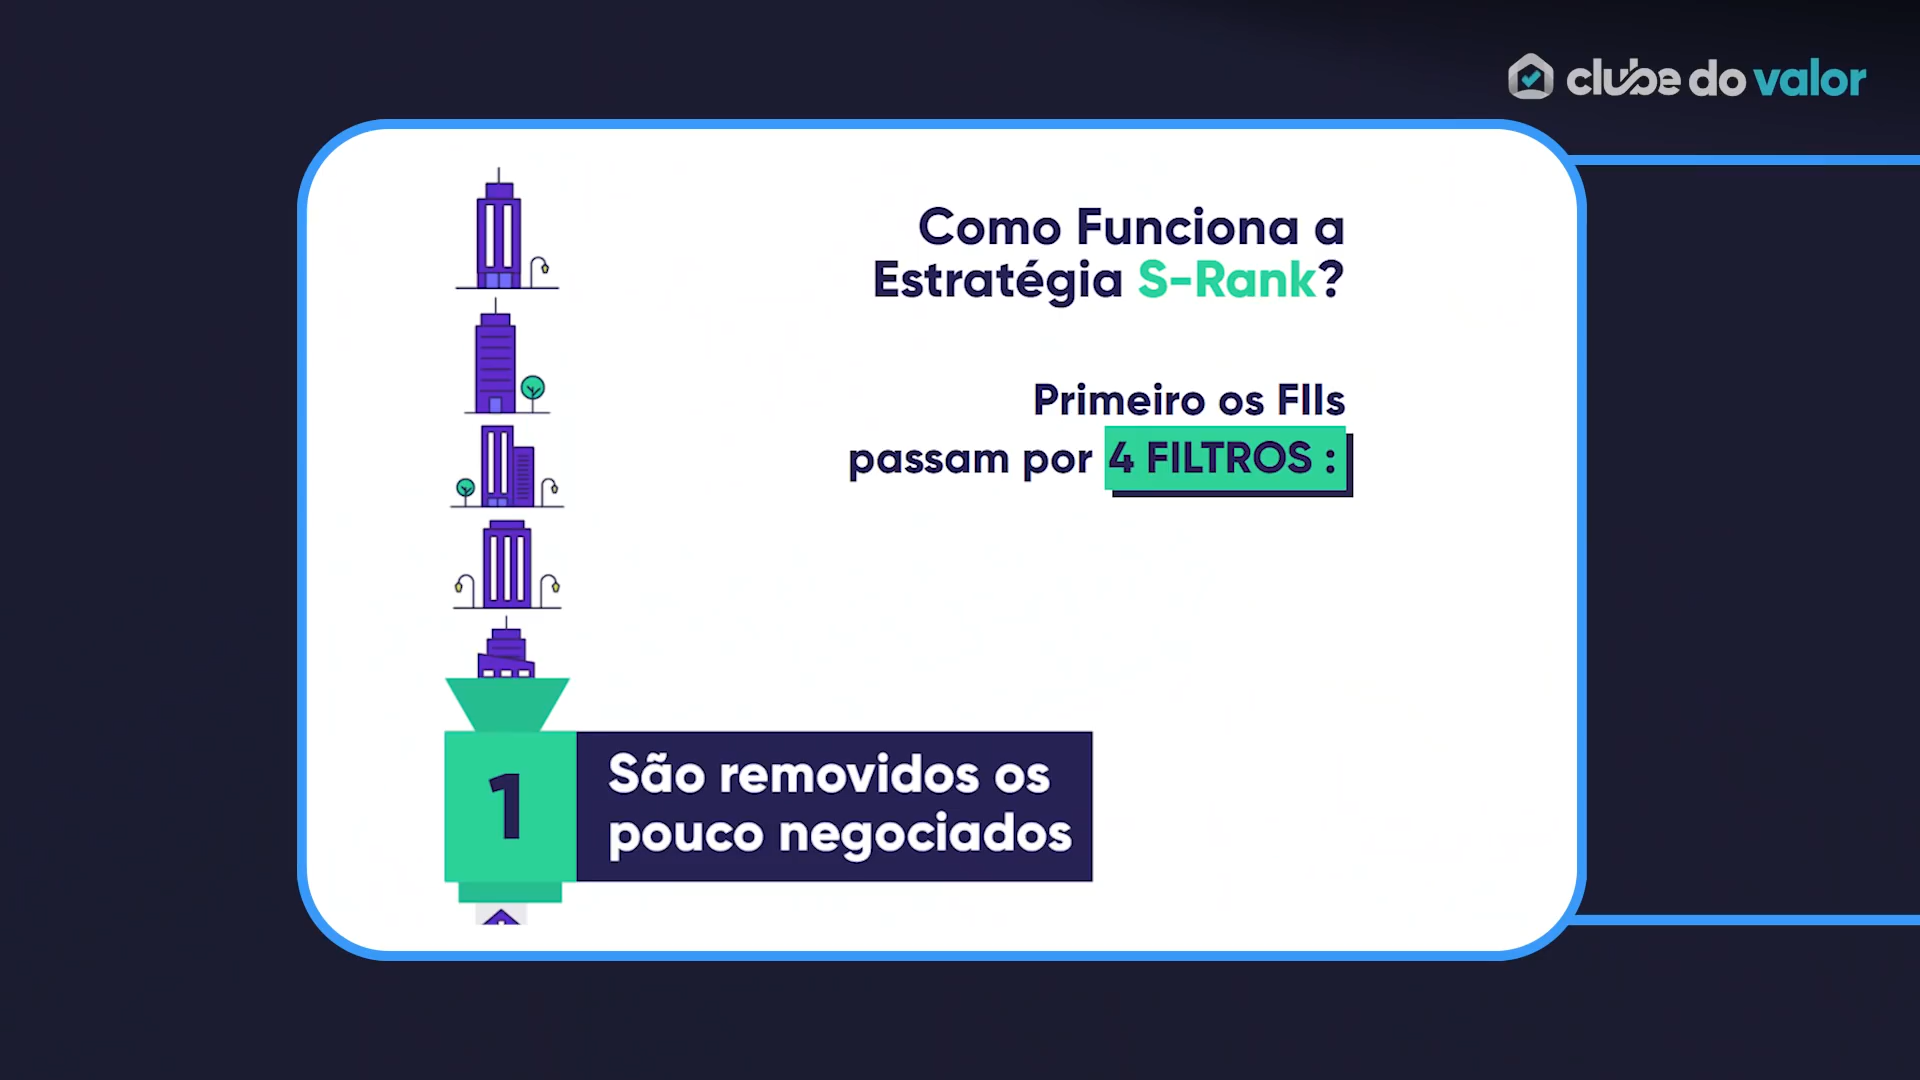 clube do valor
Como Funciona a
Estratégia S-Rank?
Primeiro os FIIs
passam por 4 FILTROS :
1
São removidos os
pouco negociados